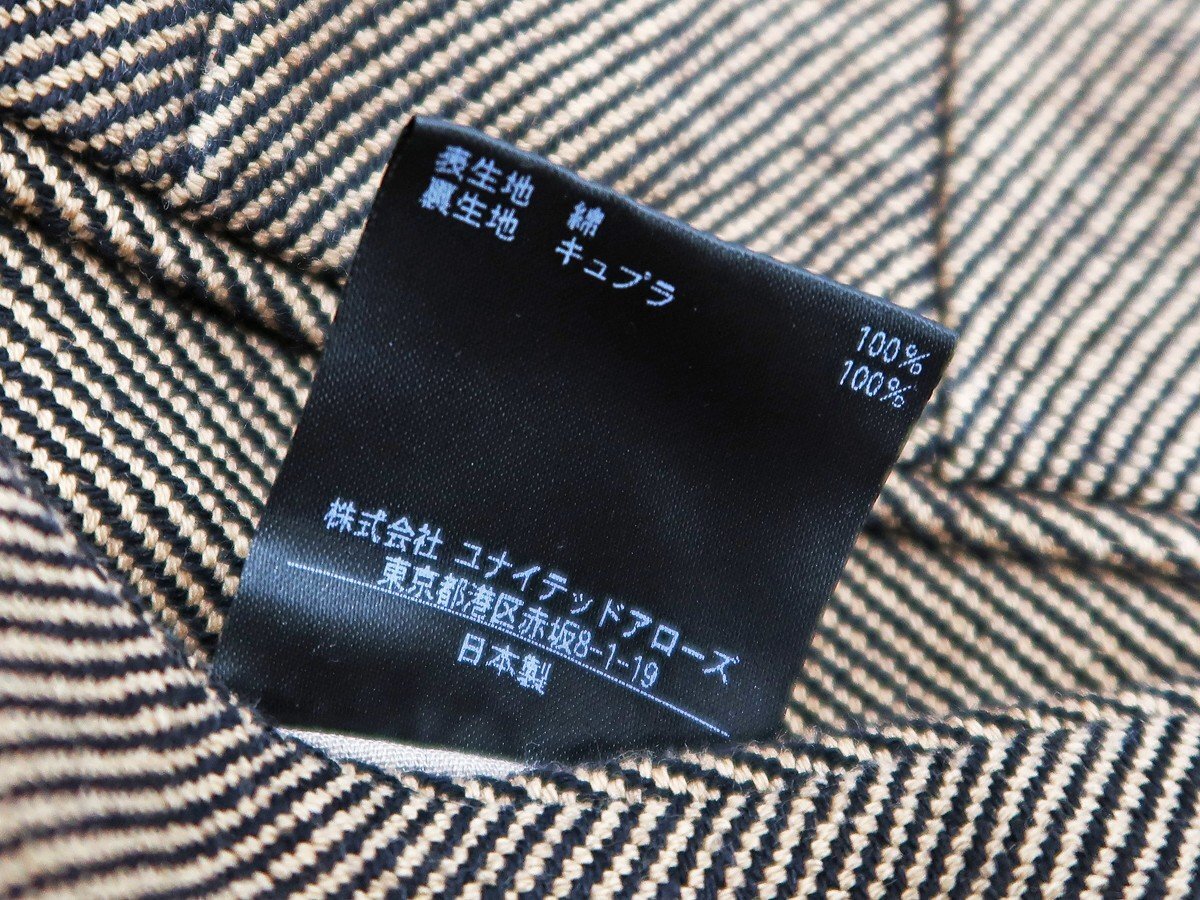 表生地 綿 100%
裏生地 キュプラ 100%
株式会社 ユナイテッドアローズ
東京都港区赤坂8-1-19
日本製